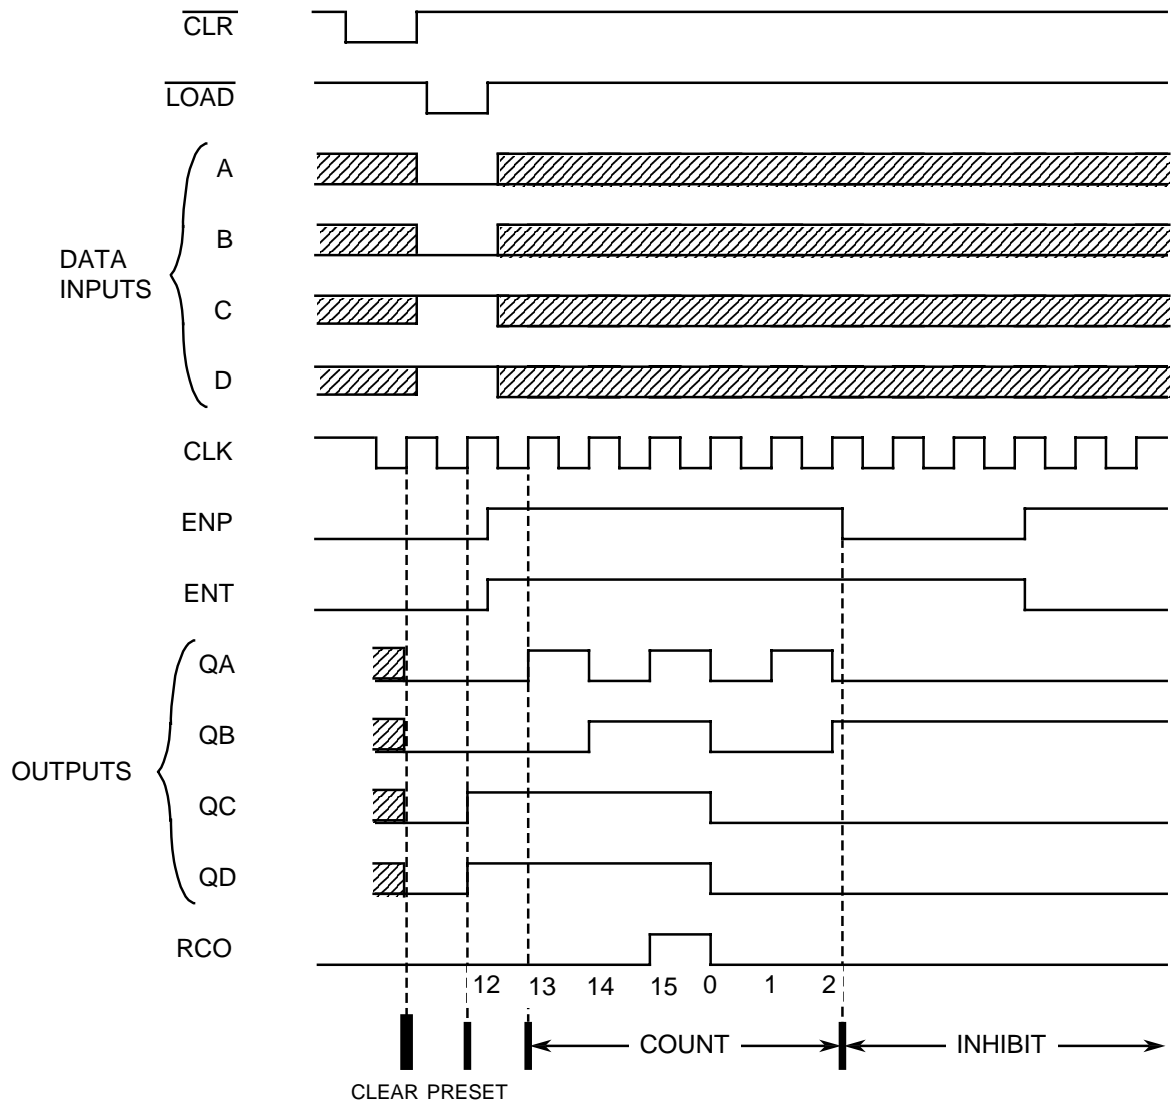 CLR
LOAD
A
B
DATA
INPUTS
C
D
CLK
ENP
ENT
QA
QB
OUTPUTS
QC
QD
RCO
12 13 14 15 0 1 2
COUNT INHIBIT
CLEAR PRESET